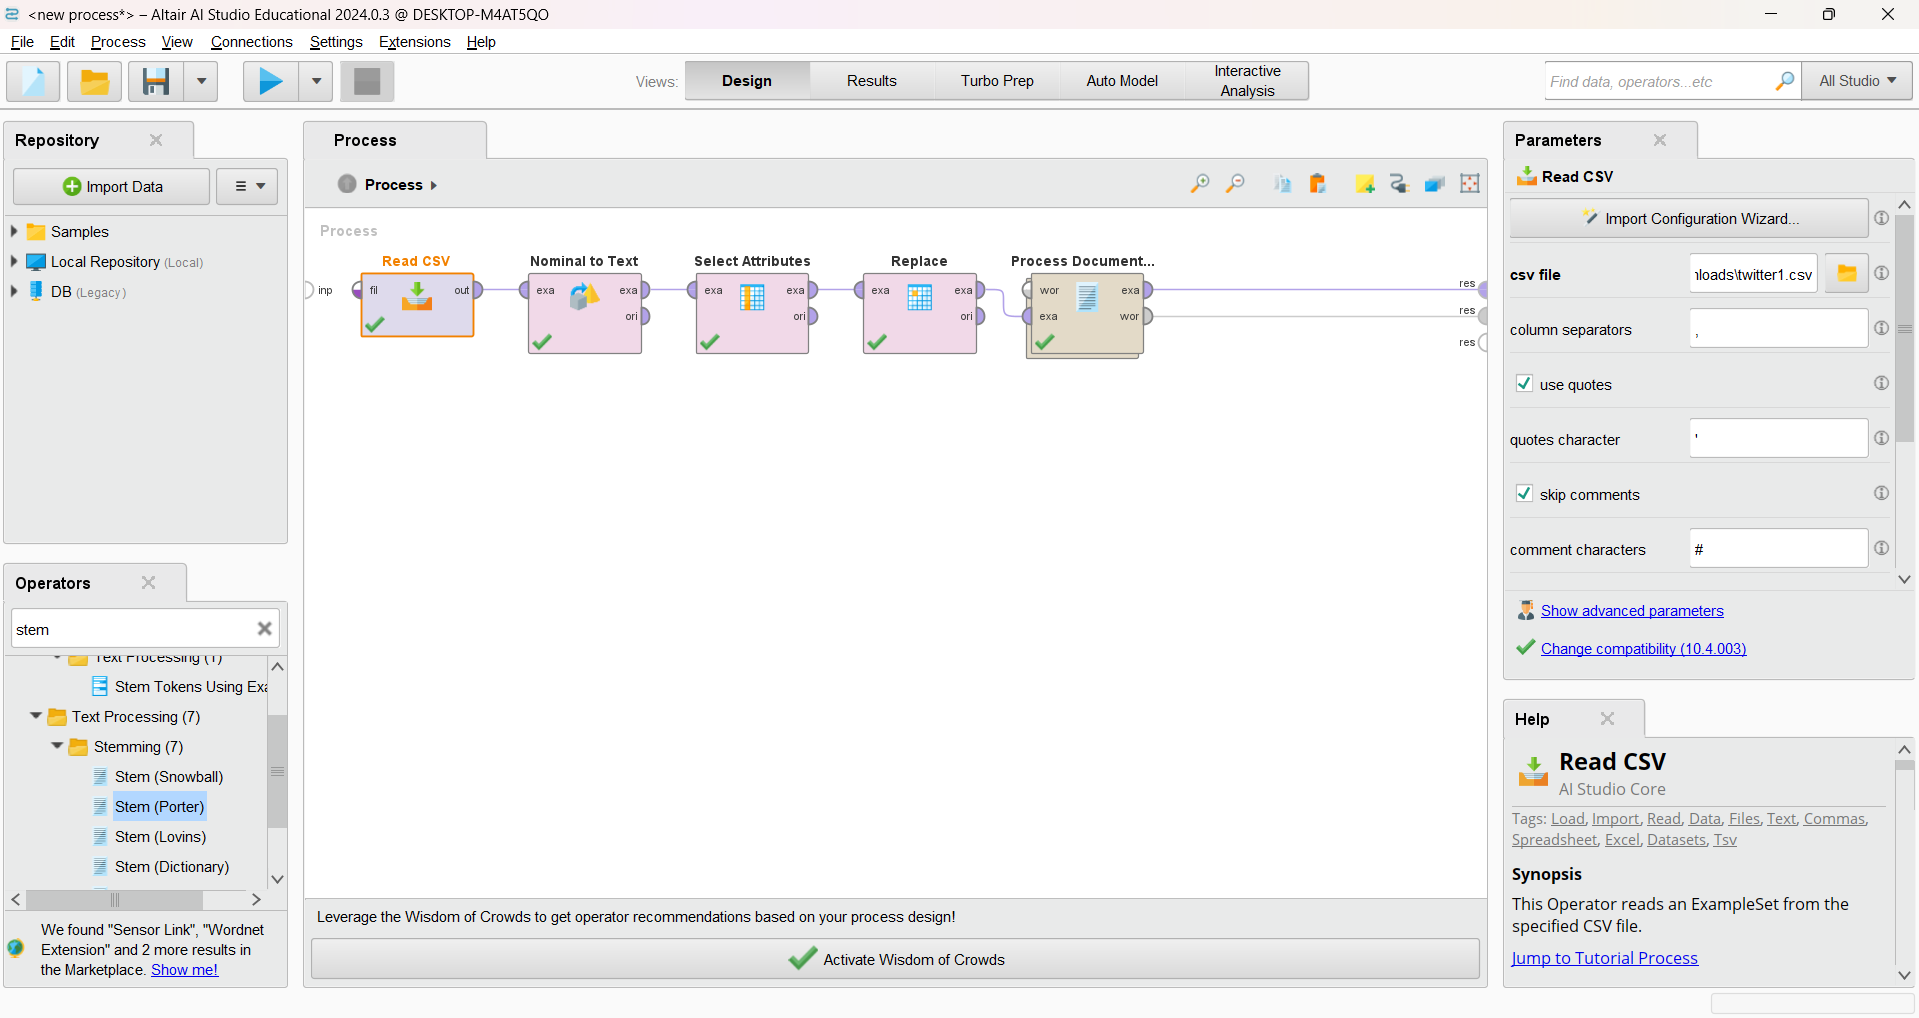 <new process*> – Altair AI Studio Educational 2024.0.3 @ DESKTOP-M4AT5QO
File Edit Process View Connections Settings Extensions Help
Views: Design Results Turbo Prep Auto Model Interactive Analysis
Find data, operators...etc All Studio
Repository
Import Data
Samples
Local Repository (Local)
DB (Legacy)
Operators
stem
Text Processing (1)
Stem Tokens Using Exa
Text Processing (7)
Stemming (7)
Stem (Snowball)
Stem (Porter)
Stem (Lovins)
Stem (Dictionary)
We found "Sensor Link", "Wordnet
Extension" and 2 more results in
the Marketplace. Show me!
Process
Process
Process
Read CSV Nominal to Text Select Attributes Replace Process Document...
inp fil out exa exa exa exa exa exa wor exa res
ori ori ori exa wor res
res
Leverage the Wisdom of Crowds to get operator recommendations based on your process design!
Activate Wisdom of Crowds
Parameters
Read CSV
Import Configuration Wizard...
csv file nloads\twitter1.csv
column separators ,
use quotes
quotes character '
skip comments
comment characters #
Show advanced parameters
Change compatibility (10.4.003)
Help
Read CSV
AI Studio Core
Tags: Load, Import, Read, Data, Files, Text, Commas,
Spreadsheet, Excel, Datasets, Tsv
Synopsis
This Operator reads an ExampleSet from the
specified CSV file.
Jump to Tutorial Process